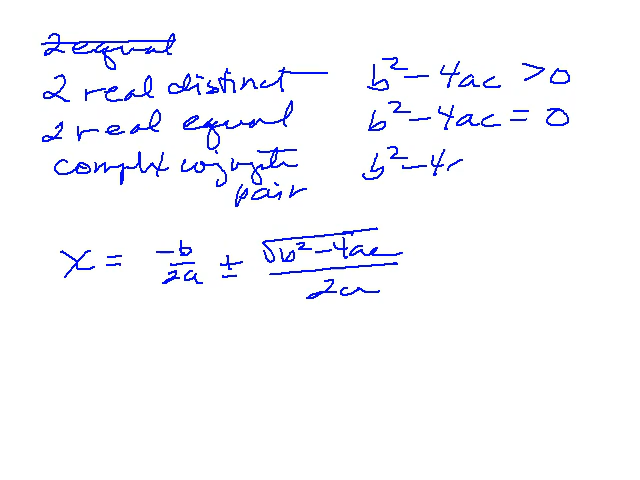 2 equal
2 real distinct b² - 4ac > 0
2 real equal b² - 4ac = 0
complex conjugate b² - 4
pair
x = -b/2a ± √b² - 4ac/2a